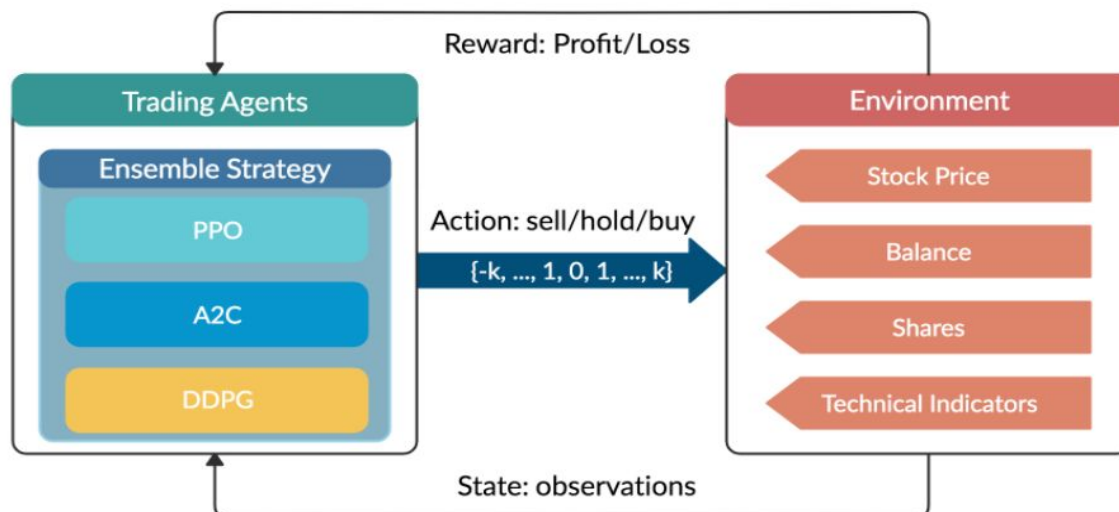 Reward: Profit/Loss
Trading Agents
Ensemble Strategy
PPO
A2C
DDPG
Action: sell/hold/buy
{-k, ..., 1, 0, 1, ..., k}
Environment
Stock Price
Balance
Shares
Technical Indicators
State: observations